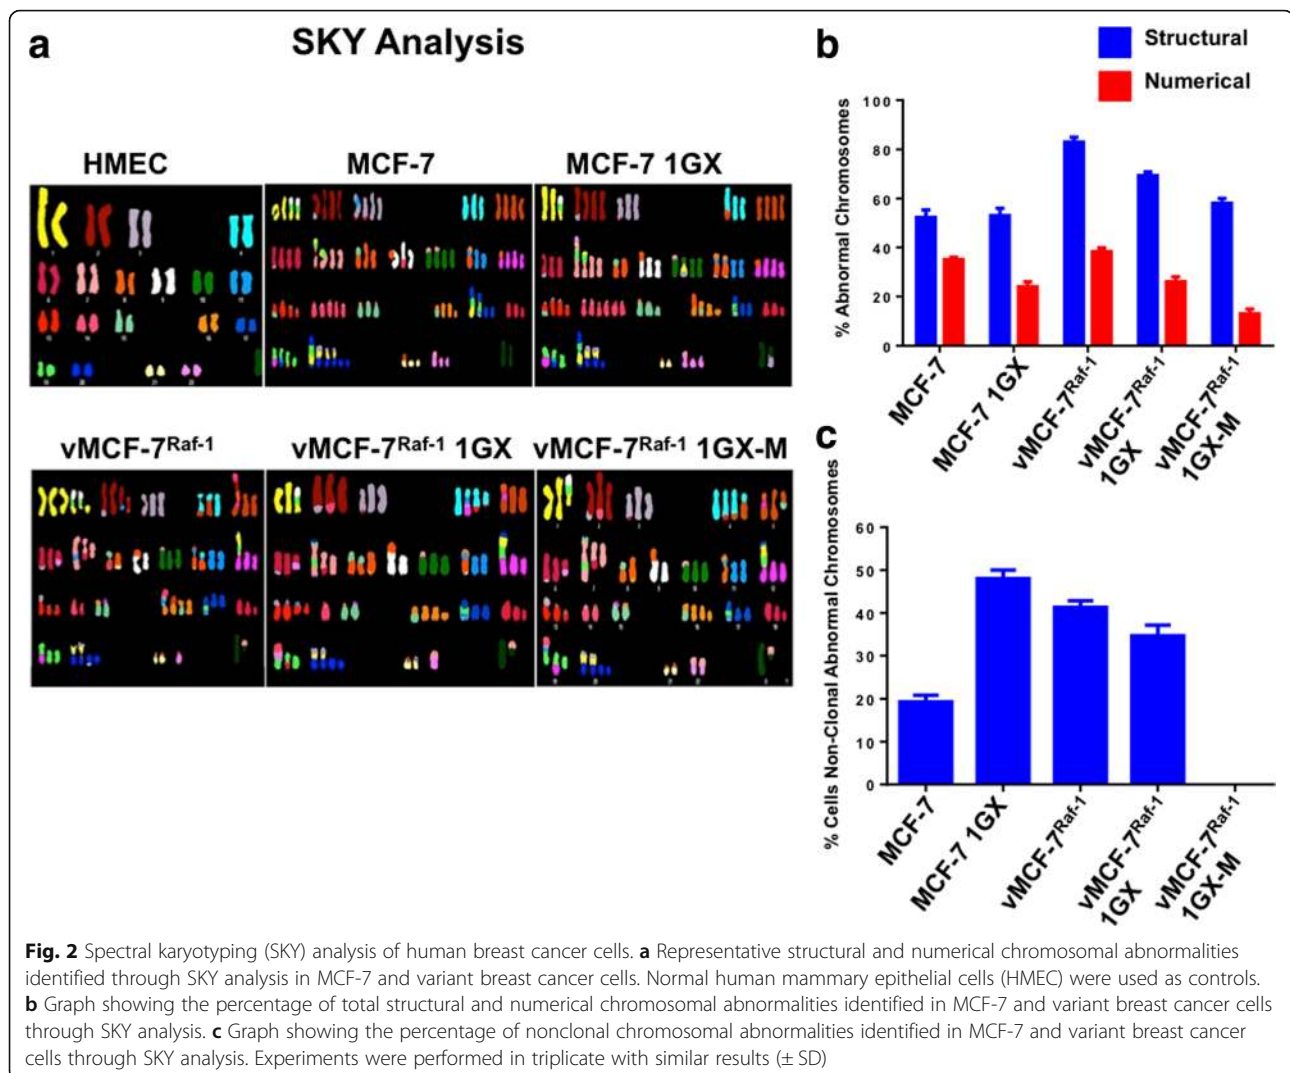 a
SKY Analysis
HMEC
MCF-7
MCF-7 1GX
vMCF-7Raf-1
vMCF-7Raf-1 1GX
vMCF-7Raf-1 1GX-M
b
Structural
Numerical
% Abnormal Chromosomes
100
80
60
40
20
0
MCF-7
MCF-7 1GX
vMCF-7Raf-1
vMCF-7Raf-1
1GX
vMCF-7Raf-1
1GX-M
c
% Cells Non-Clonal Abnormal Chromosomes
60
50
40
30
20
10
0
MCF-7
MCF-7 1GX
vMCF-7Raf-1
vMCF-7Raf-1
1GX
vMCF-7Raf-1
1GX-M
Fig. 2 Spectral karyotyping (SKY) analysis of human breast cancer cells. a Representative structural and numerical chromosomal abnormalities
identified through SKY analysis in MCF-7 and variant breast cancer cells. Normal human mammary epithelial cells (HMEC) were used as controls.
b Graph showing the percentage of total structural and numerical chromosomal abnormalities identified in MCF-7 and variant breast cancer cells
through SKY analysis. c Graph showing the percentage of nonclonal chromosomal abnormalities identified in MCF-7 and variant breast cancer
cells through SKY analysis. Experiments were performed in triplicate with similar results (± SD)